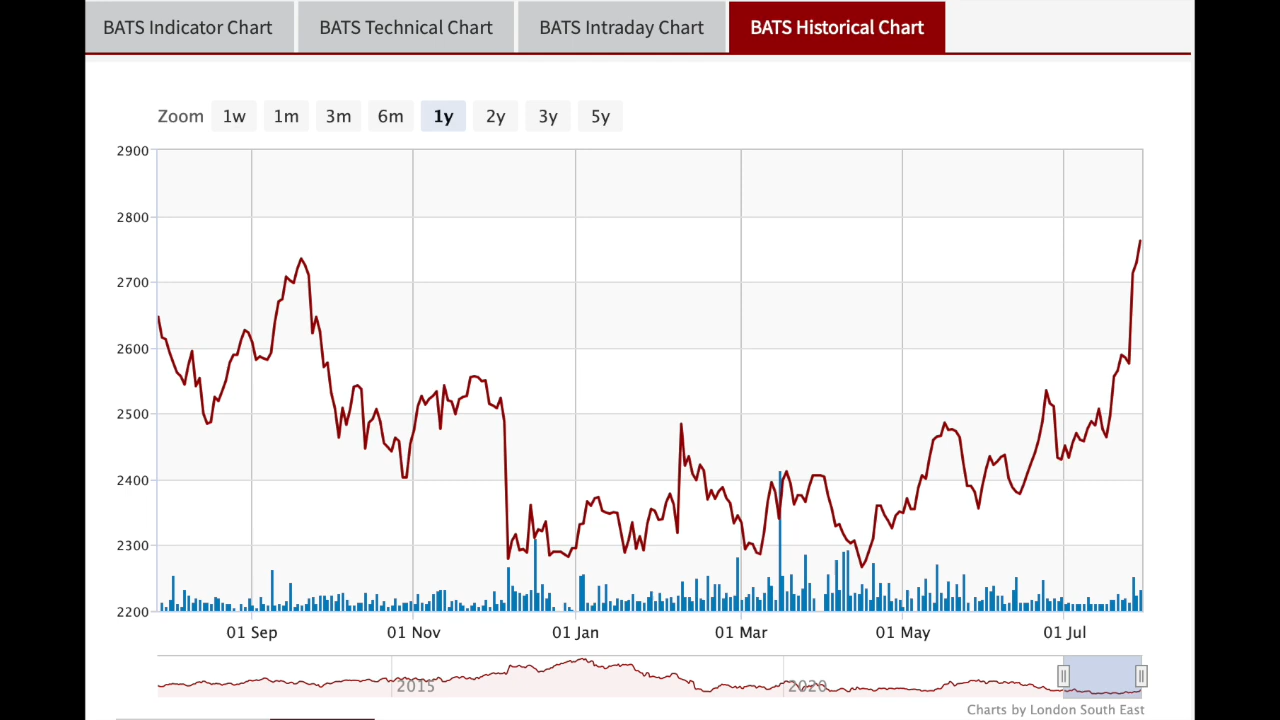 BATS Indicator Chart BATS Technical Chart BATS Intraday Chart BATS Historical Chart
Zoom 1w 1m 3m 6m 1y 2y 3y 5y
2900
2800
2700
2600
2500
2400
2300
2200
01 Sep 01 Nov 01 Jan 01 Mar 01 May 01 Jul
2015 2020
Charts by London South East